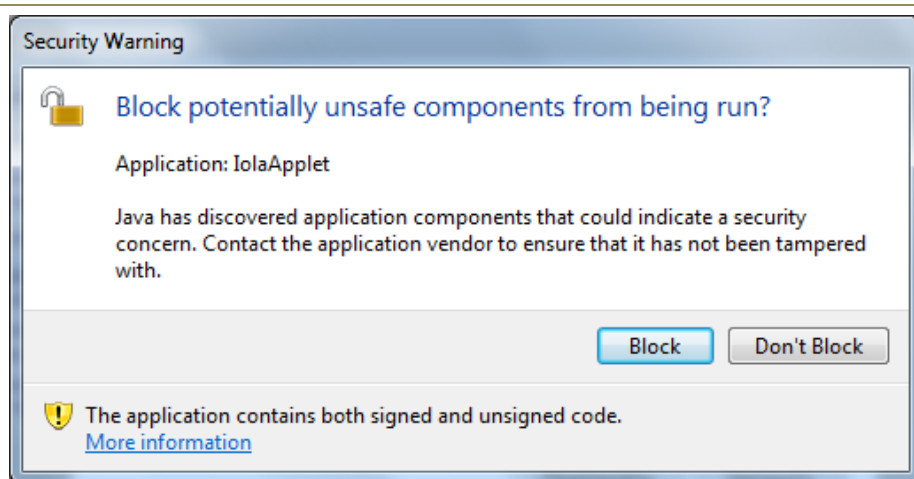 Security Warning
Block potentially unsafe components from being run?
Application: IolaApplet
Java has discovered application components that could indicate a security
concern. Contact the application vendor to ensure that it has not been tampered
with.
Block
Don't Block
The application contains both signed and unsigned code.
More information